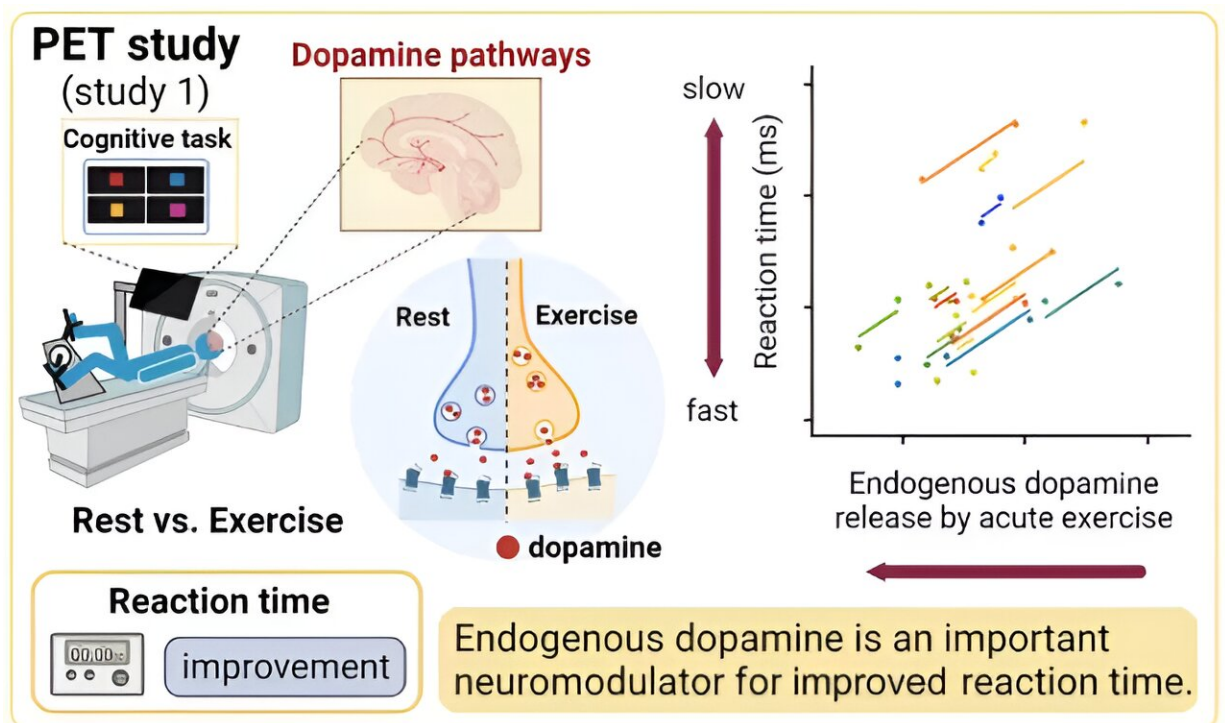 PET study
(study 1)
Cognitive task
Dopamine pathways
Rest
Exercise
dopamine
Rest vs. Exercise
slow
fast
Reaction time (ms)
Endogenous dopamine
release by acute exercise
Reaction time
00.00
improvement
Endogenous dopamine is an important
neuromodulator for improved reaction time.